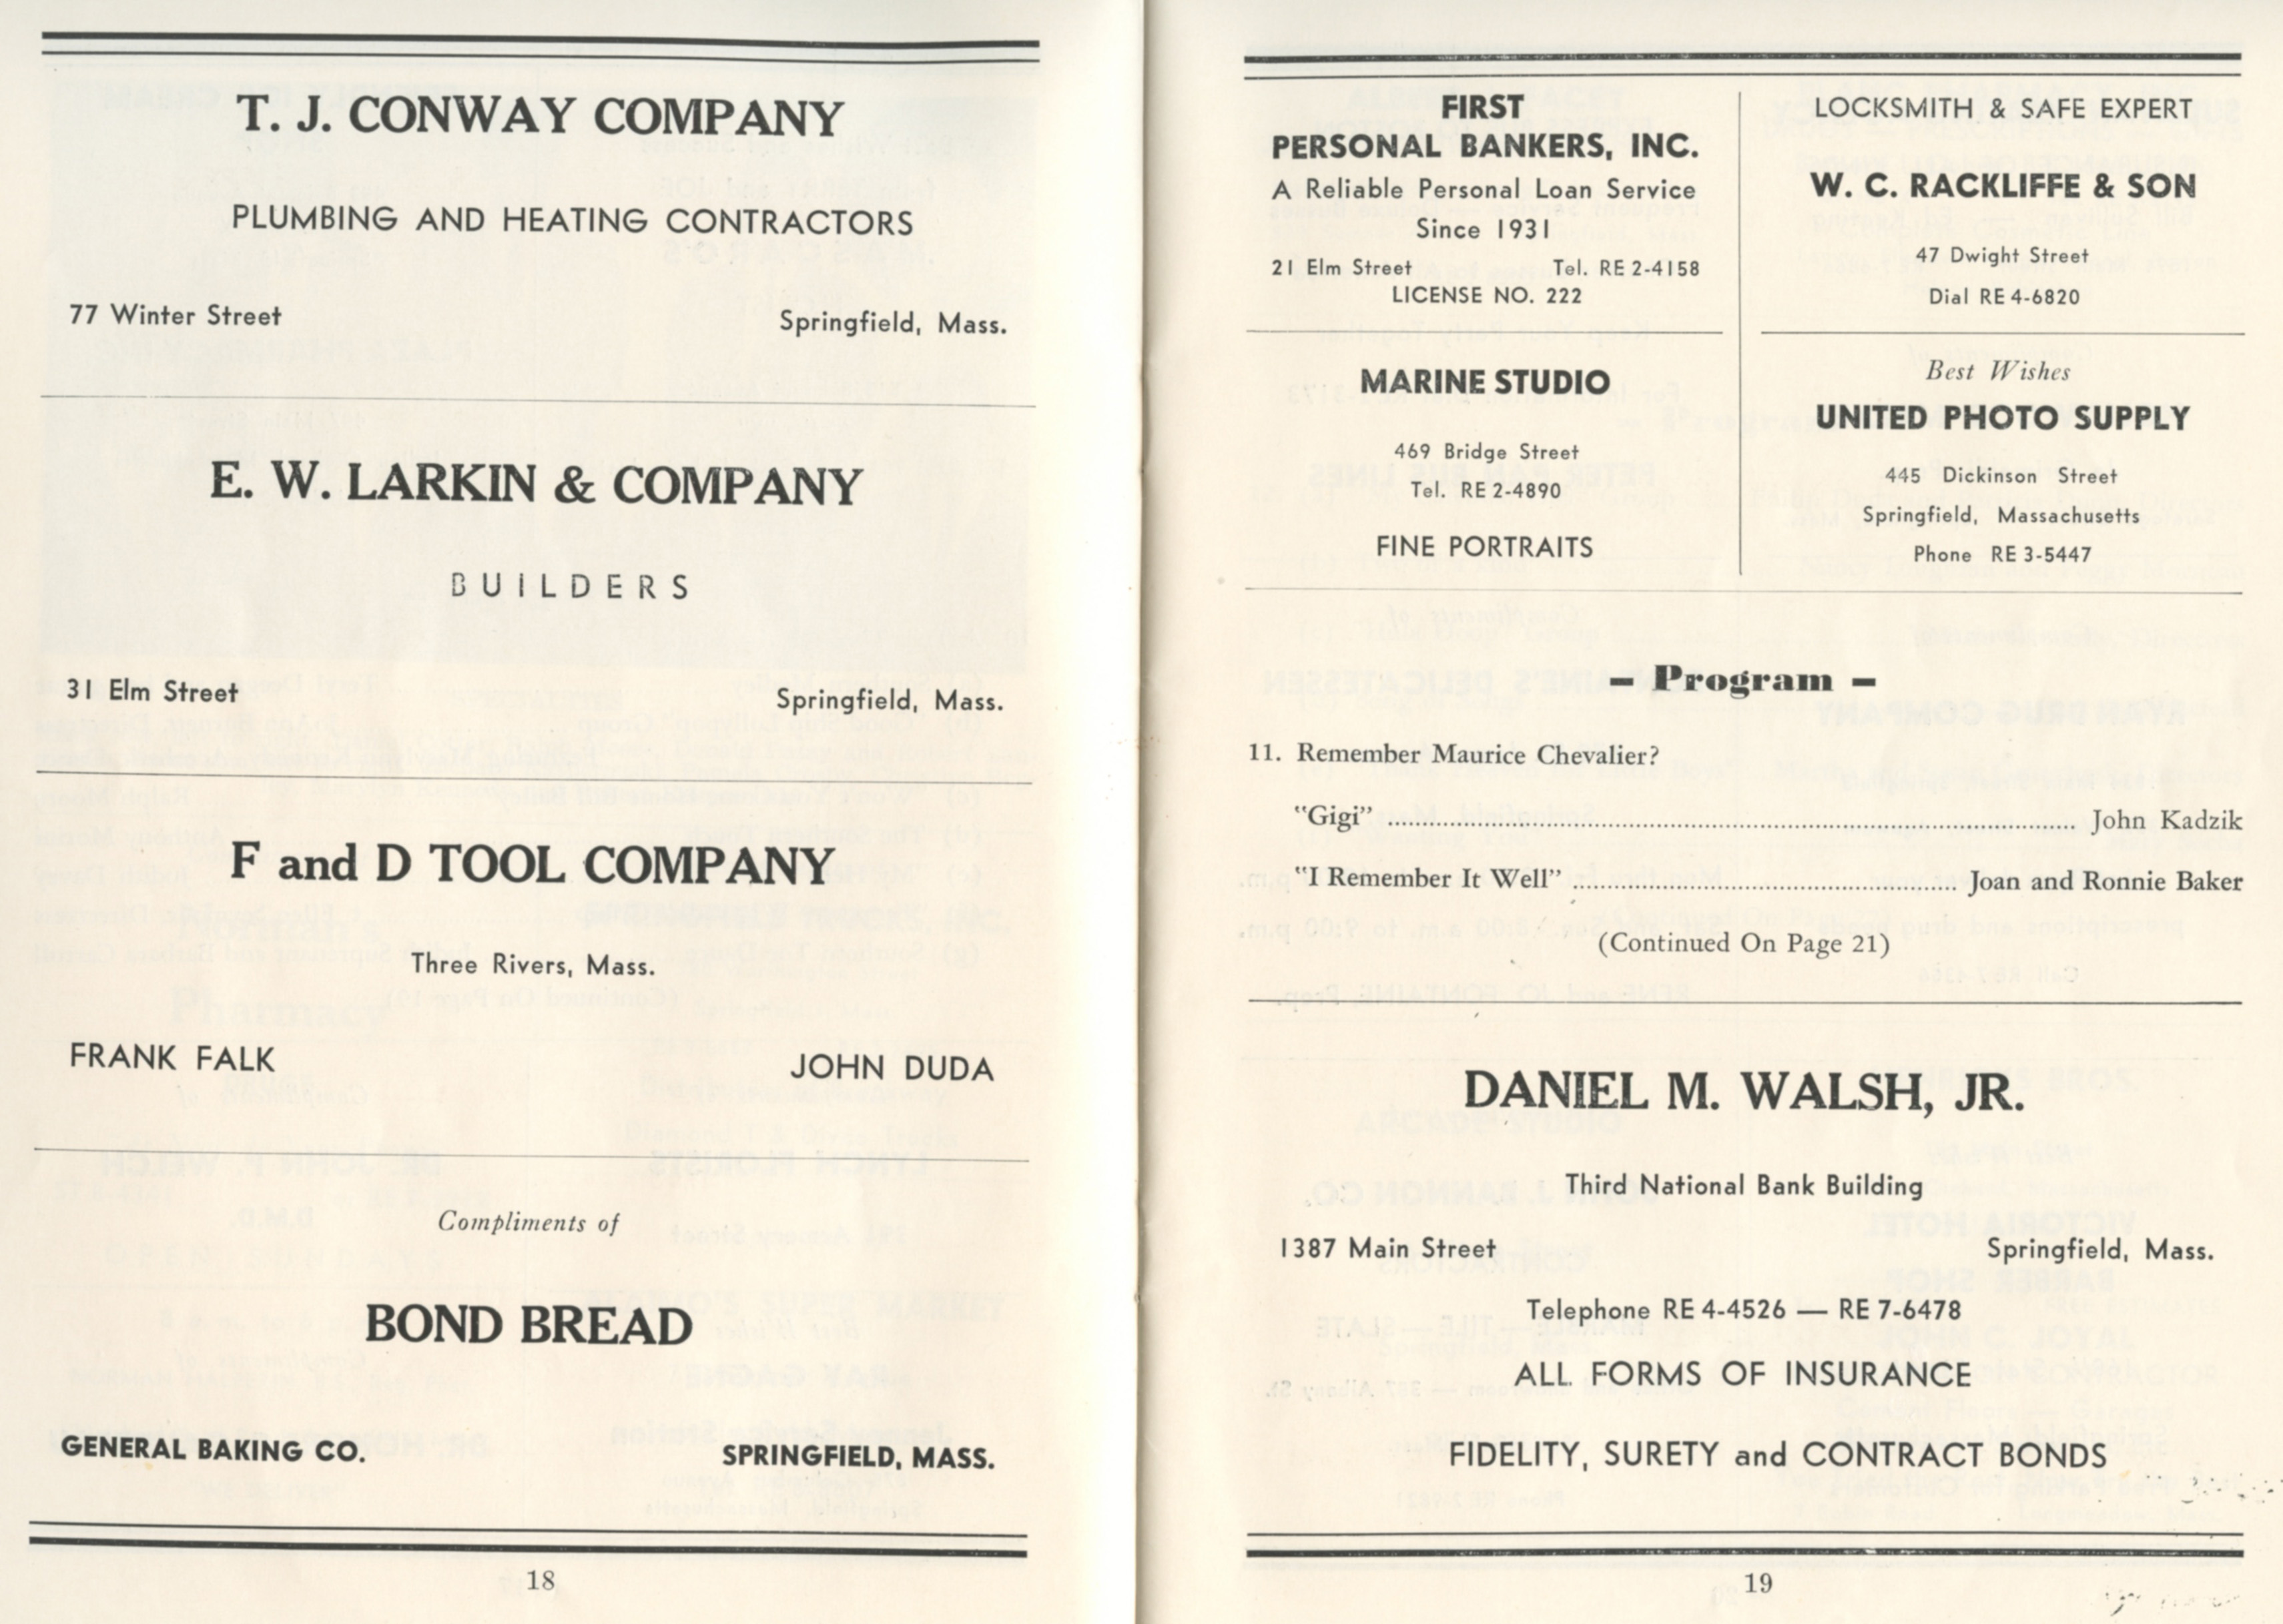 T. J. CONWAY COMPANY
PLUMBING AND HEATING CONTRACTORS
77 Winter Street Springfield, Mass.
E. W. LARKIN & COMPANY
BUILDERS
31 Elm Street Springfield, Mass.
F and D TOOL COMPANY
Three Rivers, Mass.
FRANK FALK JOHN DUDA
Compliments of
BOND BREAD
GENERAL BAKING CO. SPRINGFIELD, MASS.
18
FIRST
PERSONAL BANKERS, INC.
A Reliable Personal Loan Service
Since 1931
21 Elm Street Tel. RE 2-4158
LICENSE NO. 222
LOCKSMITH & SAFE EXPERT
W. C. RACKLIFFE & SON
47 Dwight Street
Dial RE 4-6820
MARINE STUDIO
469 Bridge Street
Tel. RE 2-4890
FINE PORTRAITS
Best Wishes
UNITED PHOTO SUPPLY
445 Dickinson Street
Springfield, Massachusetts
Phone RE 3-5447
– Program –
11. Remember Maurice Chevalier?
"Gigi" ........ John Kadzik
"I Remember It Well" ........ Joan and Ronnie Baker
(Continued On Page 21)
DANIEL M. WALSH, JR.
Third National Bank Building
1387 Main Street Springfield, Mass.
Telephone RE 4-4526 — RE 7-6478
ALL FORMS OF INSURANCE
FIDELITY, SURETY and CONTRACT BONDS
19